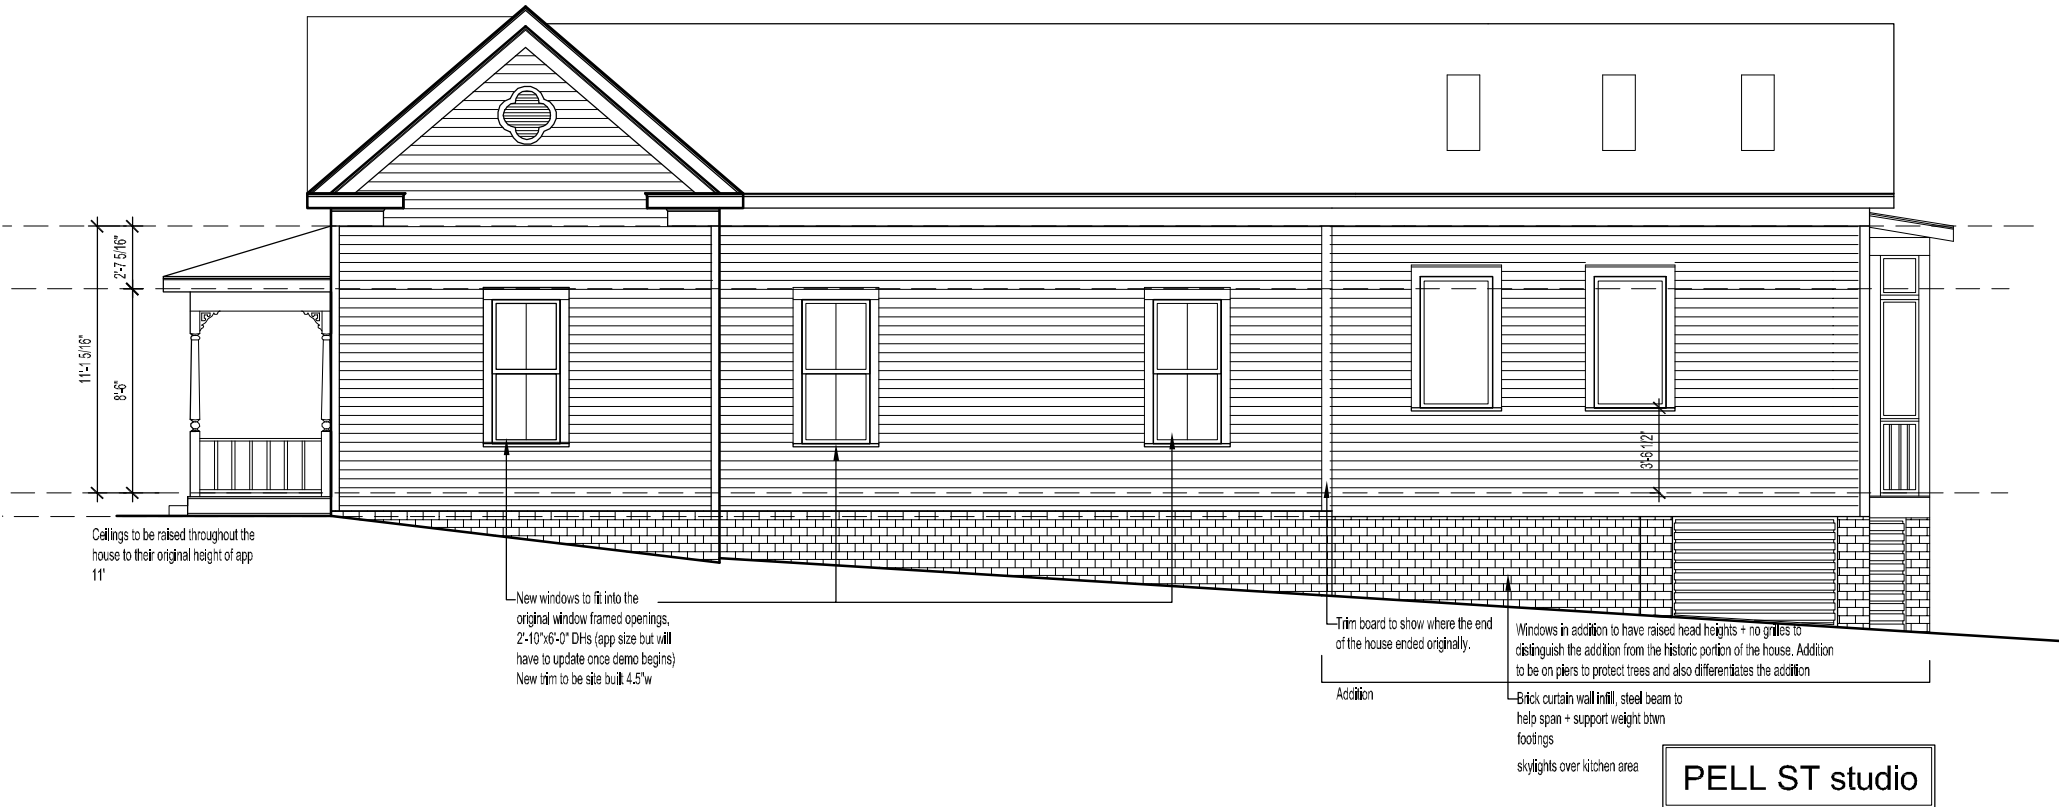 2'-7 5/16"
11'-1 5/16"
8'-6"
3'-6 1/2"
Ceilings to be raised throughout the
house to their original height of app
11'
New windows to fit into the
original window framed openings,
2'-10"x6'-0" DHs (app size but will
have to update once demo begins)
New trim to be site built 4.5"w
Trim board to show where the end
of the house ended originally.
Addition
Windows in addition to have raised head heights + no grilles to
distinguish the addition from the historic portion of the house. Addition
to be on piers to protect trees and also differentiates the addition
Brick curtain wall infill, steel beam to
help span + support weight btwn
footings
skylights over kitchen area
PELL ST studio